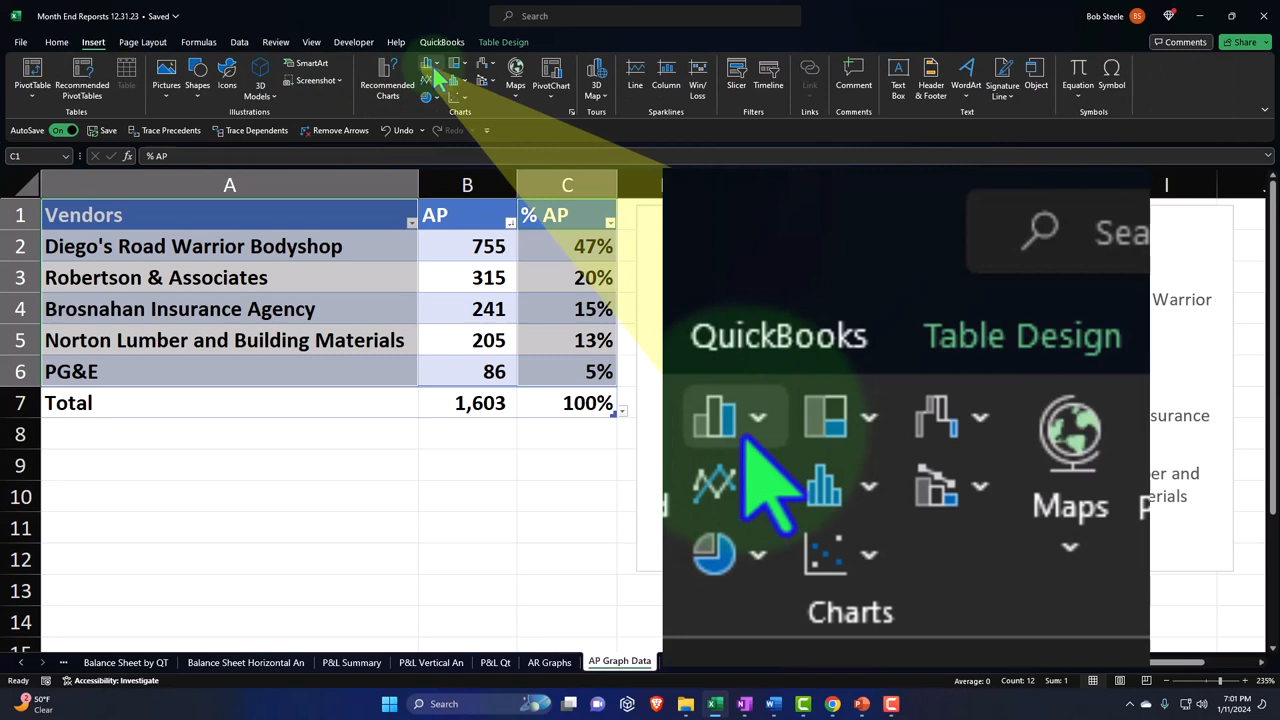 Month End Reporsts 12.31.23 • Saved
Search
Bob Steele
BS
File Home Insert Page Layout Formulas Data Review View Developer Help QuickBooks Table Design
Comments
Share
PivotTable
Recommended PivotTables
Table
Tables
Pictures
Shapes
Icons
3D Models
SmartArt
Screenshot
Illustrations
Recommended Charts
Maps
PivotChart
Charts
3D Map
Tours
Line
Column
Win/Loss
Sparklines
Slicer
Timeline
Filters
Link
Links
Comment
Comments
Text Box
Header & Footer
WordArt
Signature Line
Object
Text
Equation
Symbol
Symbols
AutoSave On Save Trace Precedents Trace Dependents Remove Arrows Undo Redo
C1 fx % AP
A B C I
1 Vendors AP % AP
2 Diego's Road Warrior Bodyshop 755 47%
3 Robertson & Associates 315 20%
4 Brosnahan Insurance Agency 241 15%
5 Norton Lumber and Building Materials 205 13%
6 PG&E 86 5%
7 Total 1,603 100%
8
9
10
11
12
13
14
15
Sea
QuickBooks Table Design
Maps
Charts
Warrior
surance
er and
erials
Balance Sheet by QT Balance Sheet Horizontal An P&L Summary P&L Vertical An P&L Qt AR Graphs AP Graph Data
Ready Accessibility: Investigate Average: 0 Count: 12 Sum: 1 235%
2 50°F
Clear
Search
7:01 PM
1/11/2024